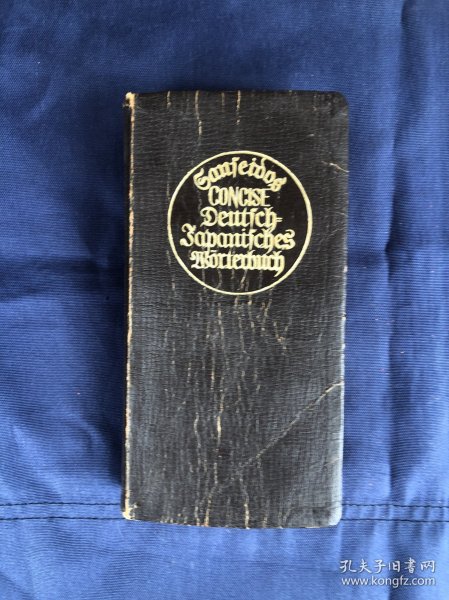 Sanseidos
CONCISE
Deutsch=
Japanisches
Wörterbuch
孔夫子旧书网
www.kongfz.com